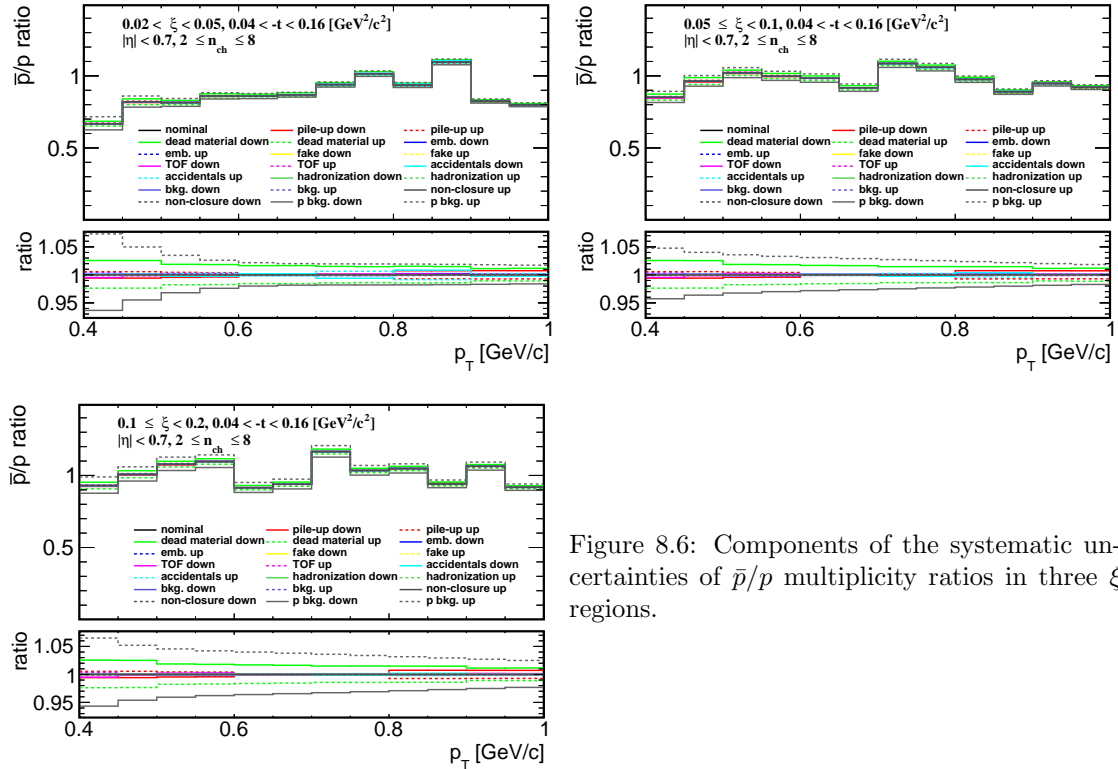 0.02 < ξ < 0.05, 0.04 < -t < 0.16 [GeV²/c²]
|η| < 0.7, 2 ≤ n_ch ≤ 8
p̅/p ratio
1
0.5
nominal pile-up down pile-up up
dead material down dead material up emb. down
emb. up fake down fake up
TOF down TOF up accidentals down
accidentals up hadronization down hadronization up
bkg. down bkg. up non-closure up
non-closure down p bkg. down p bkg. up
ratio
1.05
1
0.95
0.4 0.6 0.8 1
p_T [GeV/c]
0.05 ≤ ξ < 0.1, 0.04 < -t < 0.16 [GeV²/c²]
|η| < 0.7, 2 ≤ n_ch ≤ 8
p̅/p ratio
1
0.5
nominal pile-up down pile-up up
dead material down dead material up emb. down
emb. up fake down fake up
TOF down TOF up accidentals down
accidentals up hadronization down hadronization up
bkg. down bkg. up non-closure up
non-closure down p bkg. down p bkg. up
ratio
1.05
1
0.95
0.4 0.6 0.8 1
p_T [GeV/c]
0.1 ≤ ξ < 0.2, 0.04 < -t < 0.16 [GeV²/c²]
|η| < 0.7, 2 ≤ n_ch ≤ 8
p̅/p ratio
1
0.5
nominal pile-up down pile-up up
dead material down dead material up emb. down
emb. up fake down fake up
TOF down TOF up accidentals down
accidentals up hadronization down hadronization up
bkg. down bkg. up non-closure up
non-closure down p bkg. down p bkg. up
ratio
1.05
1
0.95
0.4 0.6 0.8 1
p_T [GeV/c]
Figure 8.6: Components of the systematic un-
certainties of p̅/p multiplicity ratios in three ξ
regions.